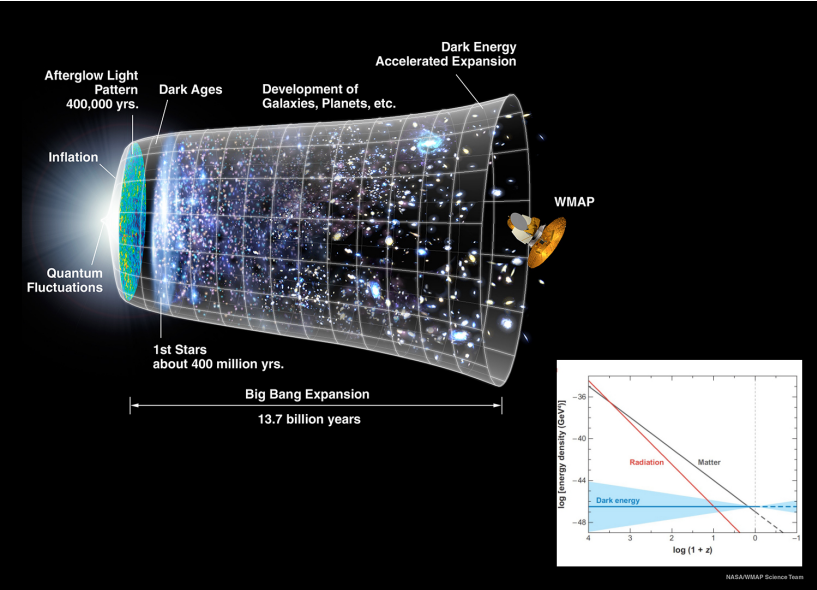 Dark Energy
Accelerated Expansion
Afterglow Light
Pattern
400,000 yrs.
Dark Ages
Development of
Galaxies, Planets, etc.
Inflation
WMAP
Quantum
Fluctuations
1st Stars
about 400 million yrs.
Big Bang Expansion
13.7 billion years
log [energy density (GeV⁴)]
−36
−40
−44
−48
Radiation
Matter
Dark energy
4 3 2 1 0 −1
log (1 + z)
NASA/WMAP Science Team